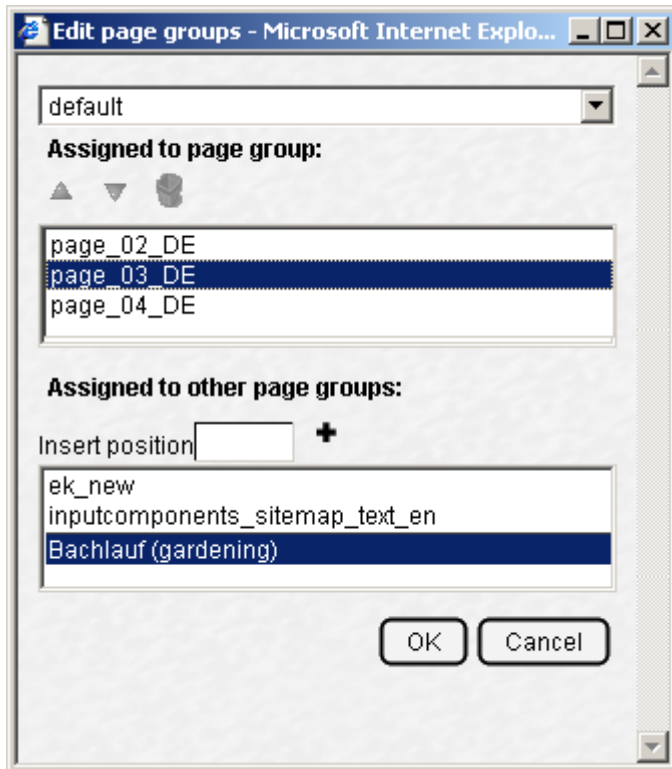 Edit page groups - Microsoft Internet Explo...
default
Assigned to page group:
page_02_DE
page_03_DE
page_04_DE
Assigned to other page groups:
Insert position
ek_new
inputcomponents_sitemap_text_en
Bachlauf (gardening)
OK Cancel